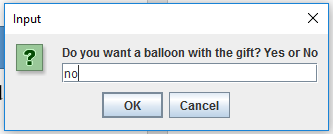 Input
Do you want a balloon with the gift? Yes or No
no
OK Cancel